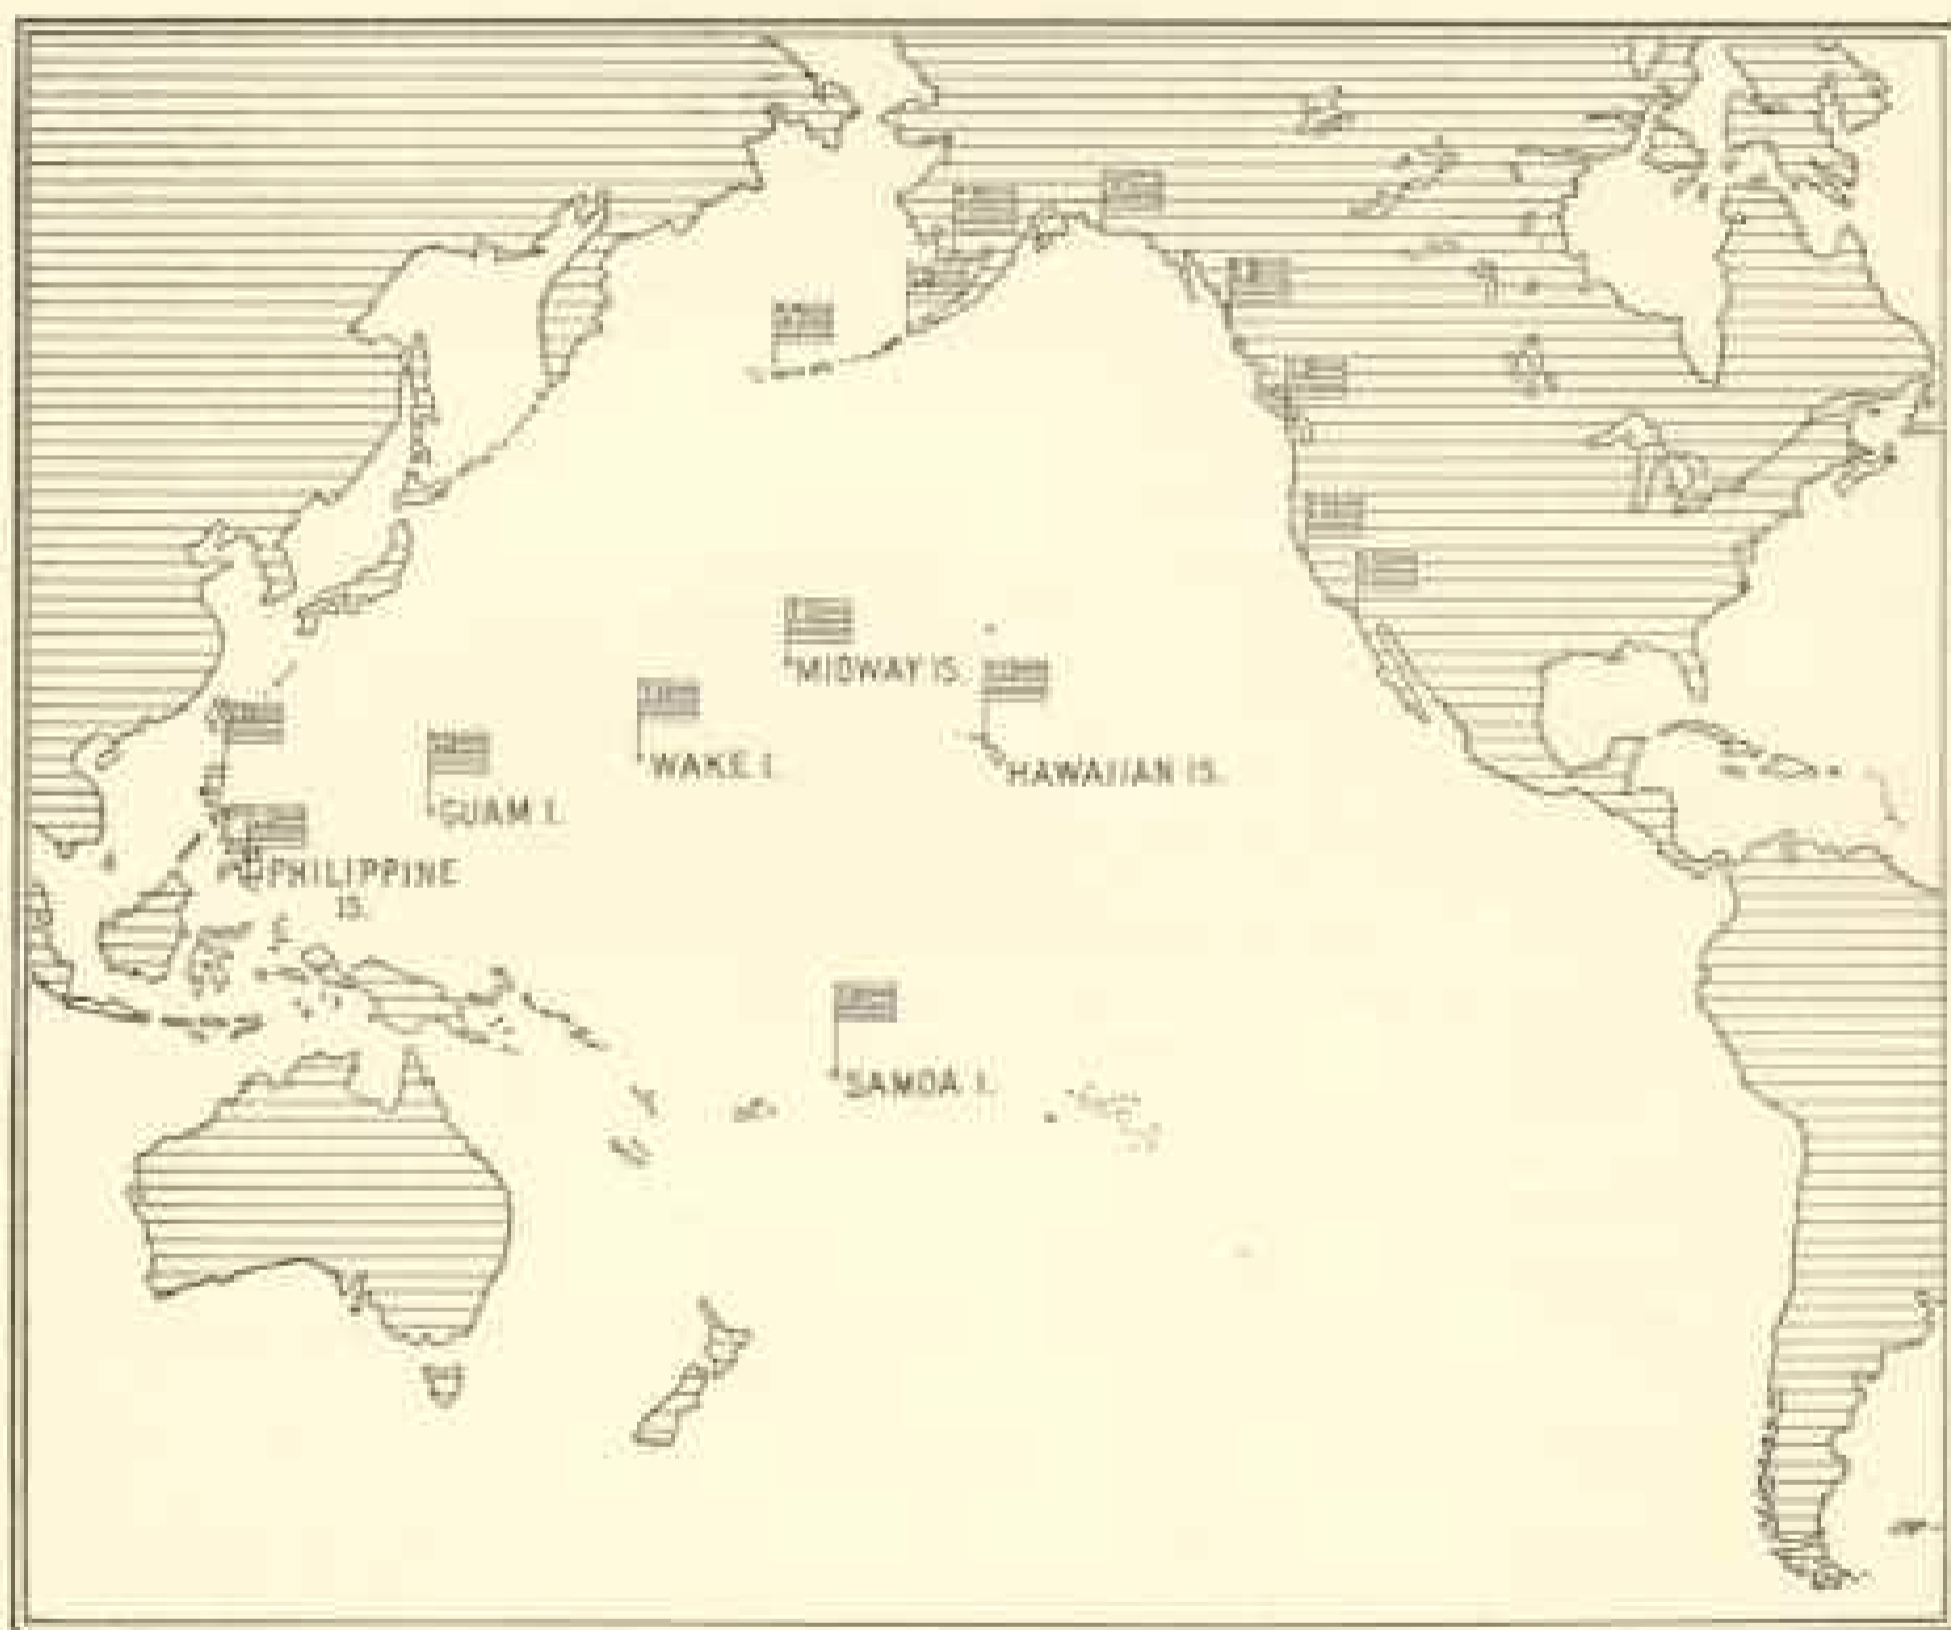 MIDWAY IS.
WAKE I.
HAWAIIAN IS.
GUAM I.
PHILIPPINE
IS.
SAMOA I.